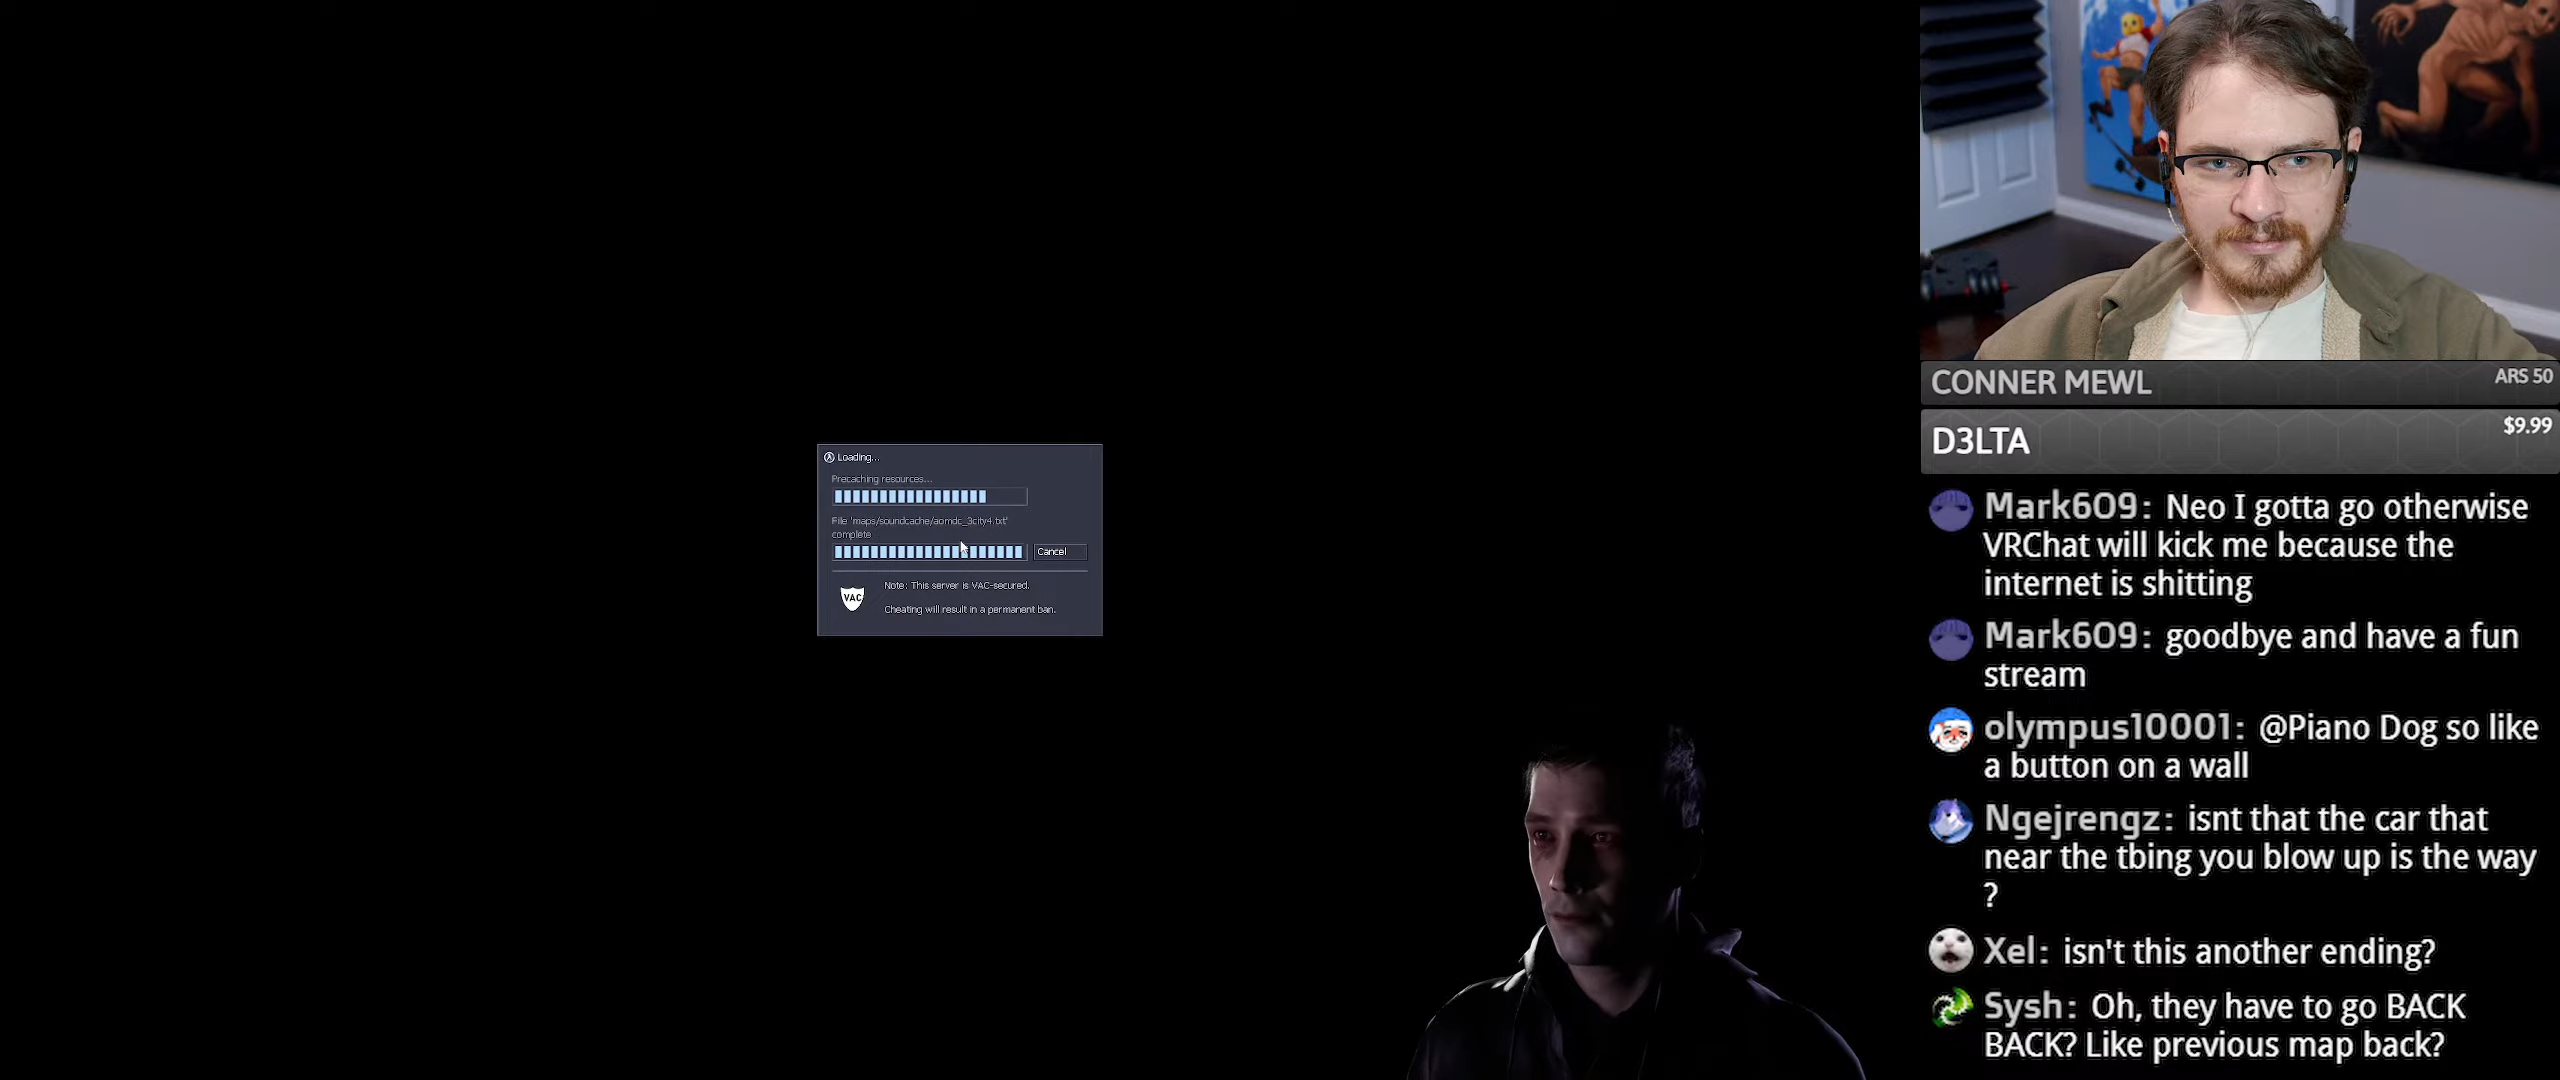 Loading...
Precaching resources...
File 'maps/soundcache/aomdc_3city4.txt'
complete
Cancel
VAC
Note: This server is VAC-secured.
Cheating will result in a permanent ban.
CONNER MEWL
ARS 50
D3LTA
$9.99
Mark609: Neo I gotta go otherwise
VRChat will kick me because the
internet is shitting
Mark609: goodbye and have a fun
stream
olympus10001: @Piano Dog so like
a button on a wall
Ngejrengz: isnt that the car that
near the tbing you blow up is the way
?
Xel: isn't this another ending?
Sysh: Oh, they have to go BACK
BACK? Like previous map back?